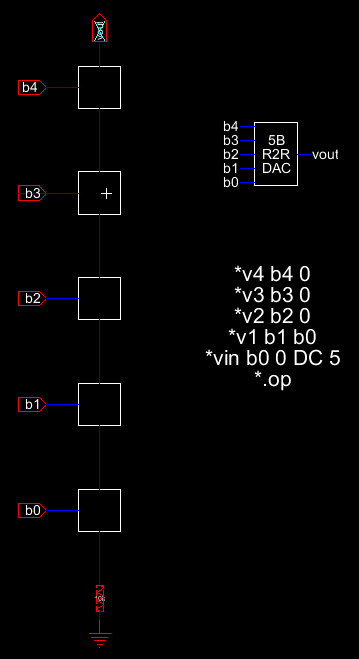 b4
b3
b2
b1
b0
b4
b3
b2
b1
b0
5B
R2R
DAC
vout
*v4 b4 0
*v3 b3 0
*v2 b2 0
*v1 b1 b0
*vin b0 0 DC 5
*.op